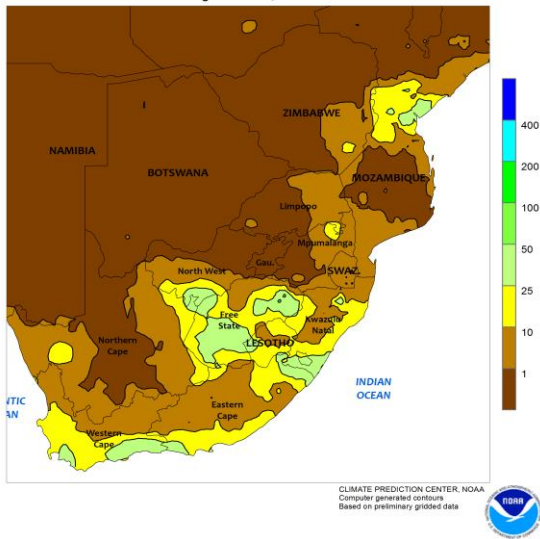 ZIMBABWE
NAMIBIA
BOTSWANA
MOZAMBIQUE
Limpopo
Mpumalanga
Gau.
North West
SWAZ.
Free
State
Kwazulu
Natal
LESOTHO
Northern
Cape
Eastern
Cape
Western
Cape
INDIAN
OCEAN
NTIC
AN
400
200
100
50
25
10
1
CLIMATE PREDICTION CENTER, NOAA
Computer generated contours
Based on preliminary gridded data
NOAA